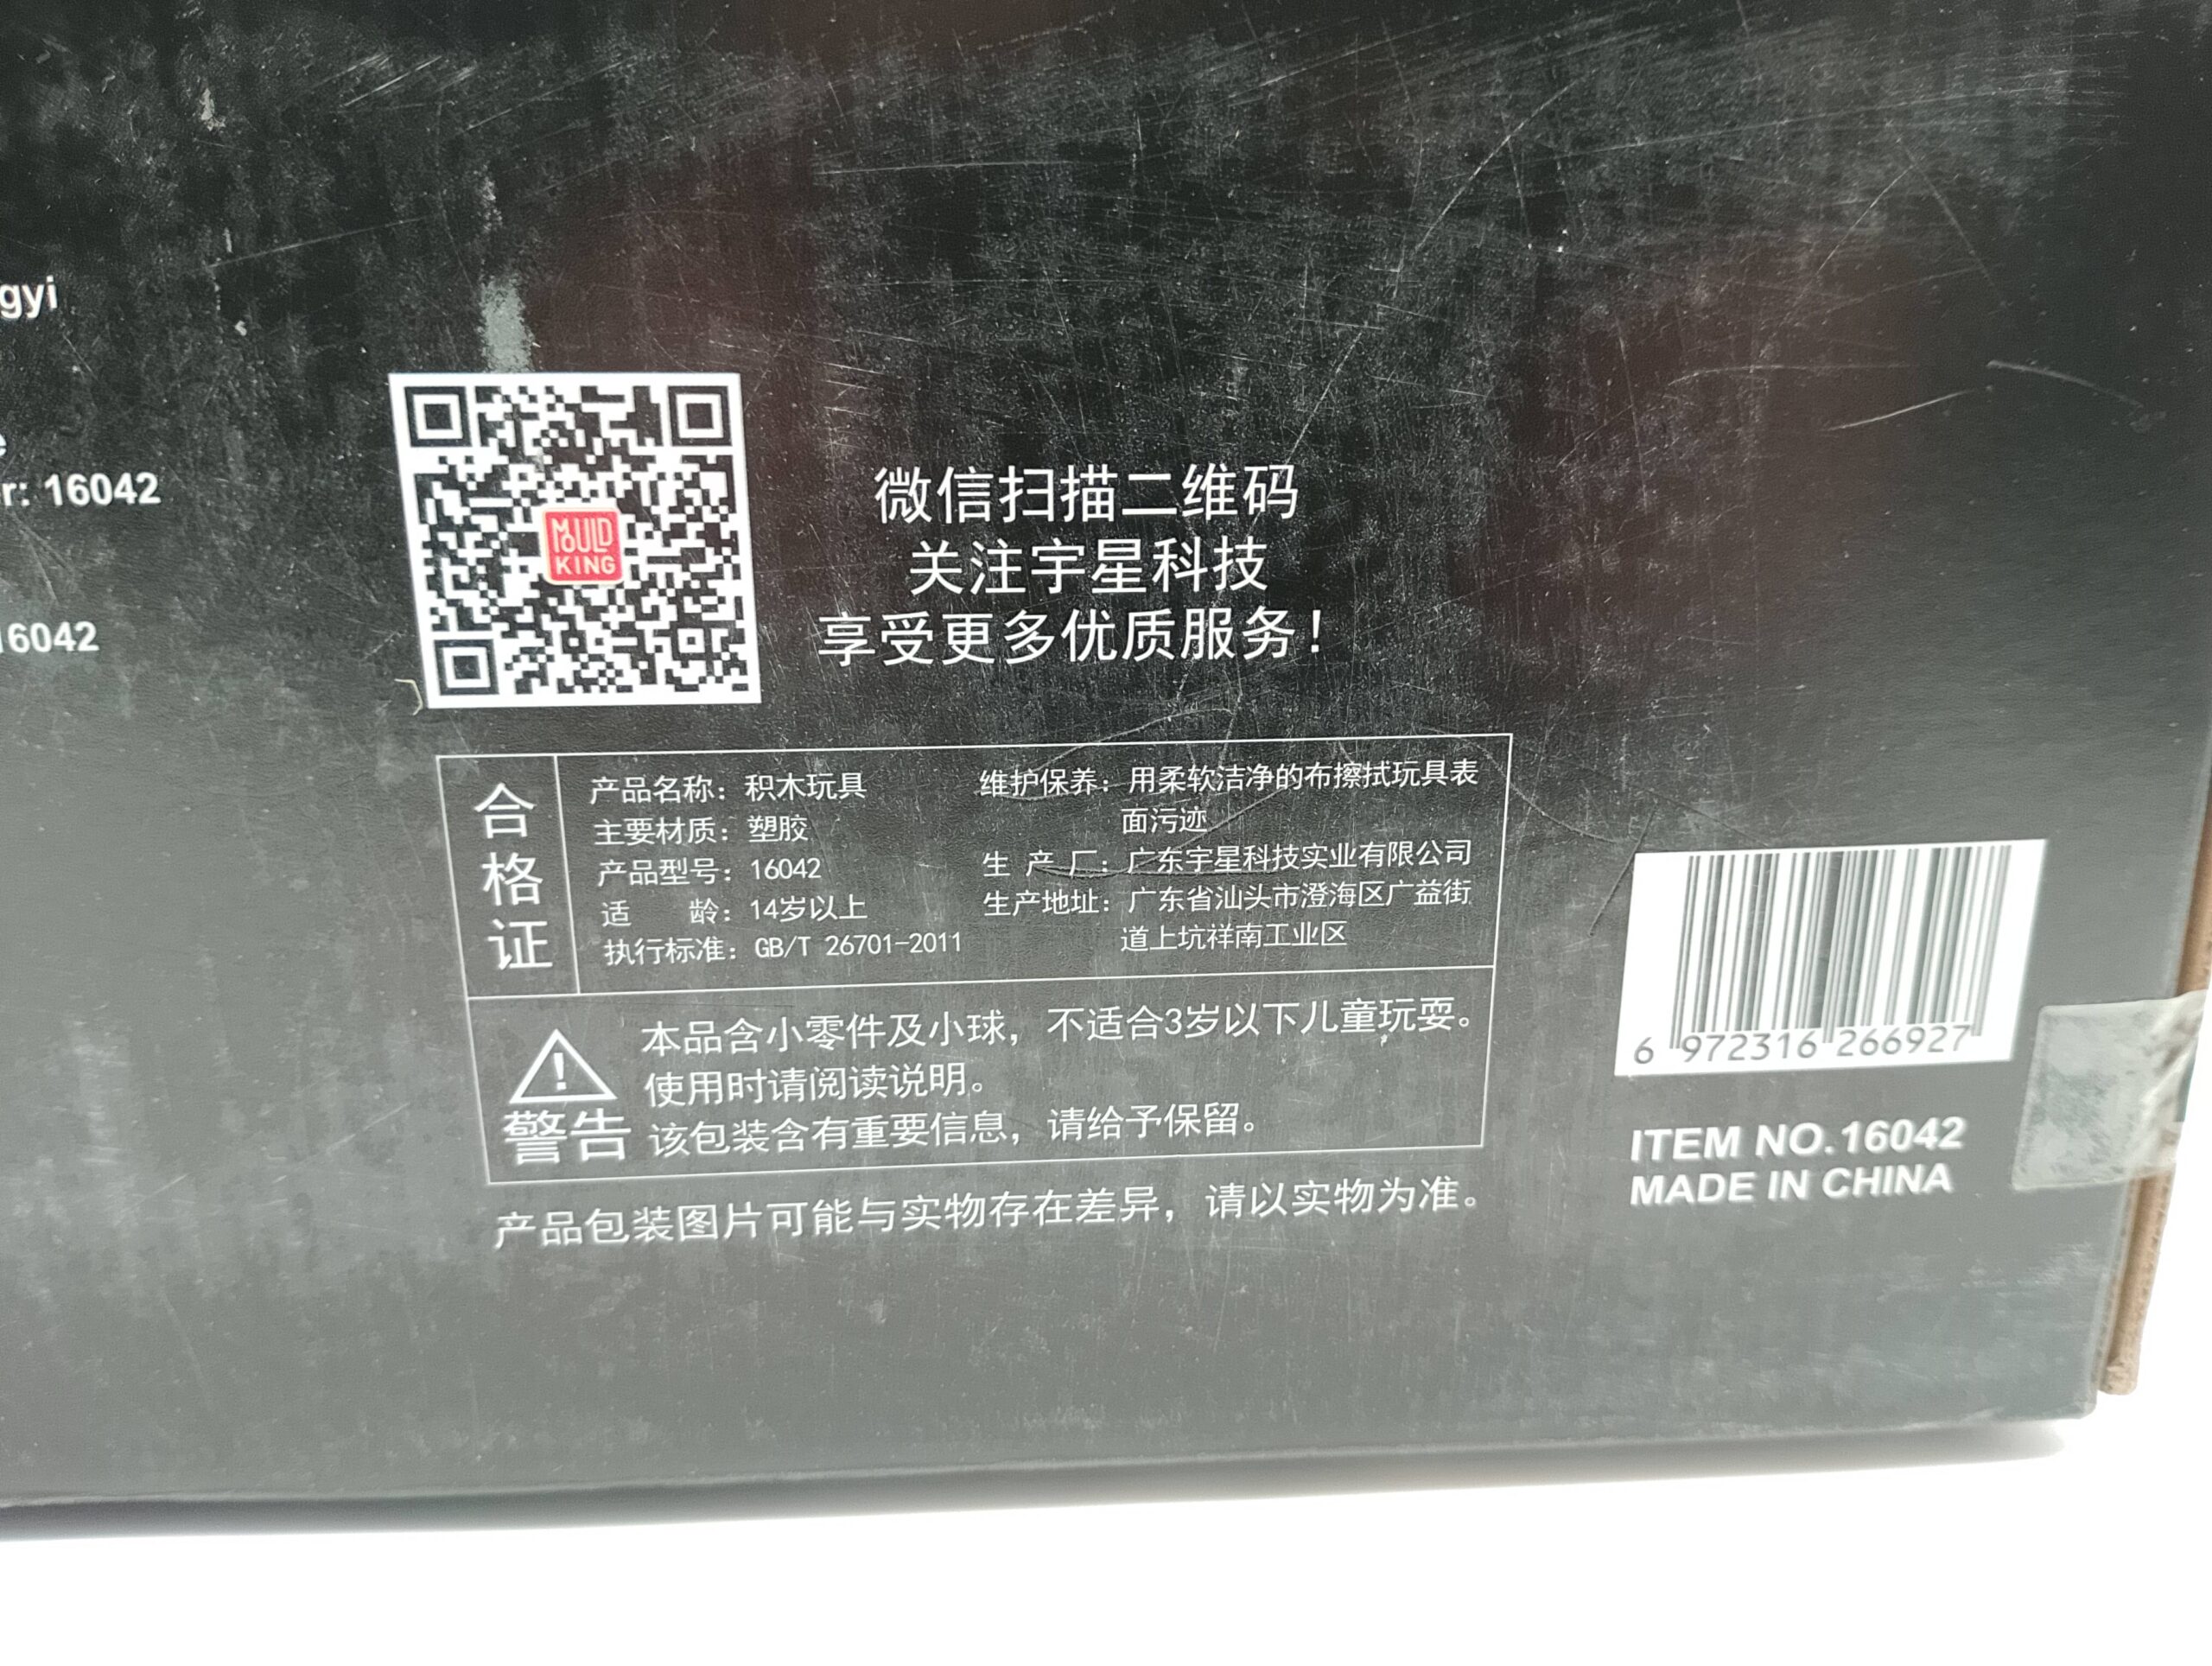 gyi
e
r: 16042
16042
MOULD
KING
微信扫描二维码
关注宇星科技
享受更多优质服务！
合格证
产品名称：积木玩具
主要材质：塑胶
产品型号：16042
适 龄：14岁以上
执行标准：GB/T 26701-2011
维护保养：用柔软洁净的布擦拭玩具表
面污迹
生 产 厂：广东宇星科技实业有限公司
生产地址：广东省汕头市澄海区广益街
道上坑祥南工业区
警告
本品含小零件及小球，不适合3岁以下儿童玩耍。
使用时请阅读说明。
该包装含有重要信息，请给予保留。
产品包装图片可能与实物存在差异，请以实物为准。
6 972316 266927
ITEM NO.16042
MADE IN CHINA